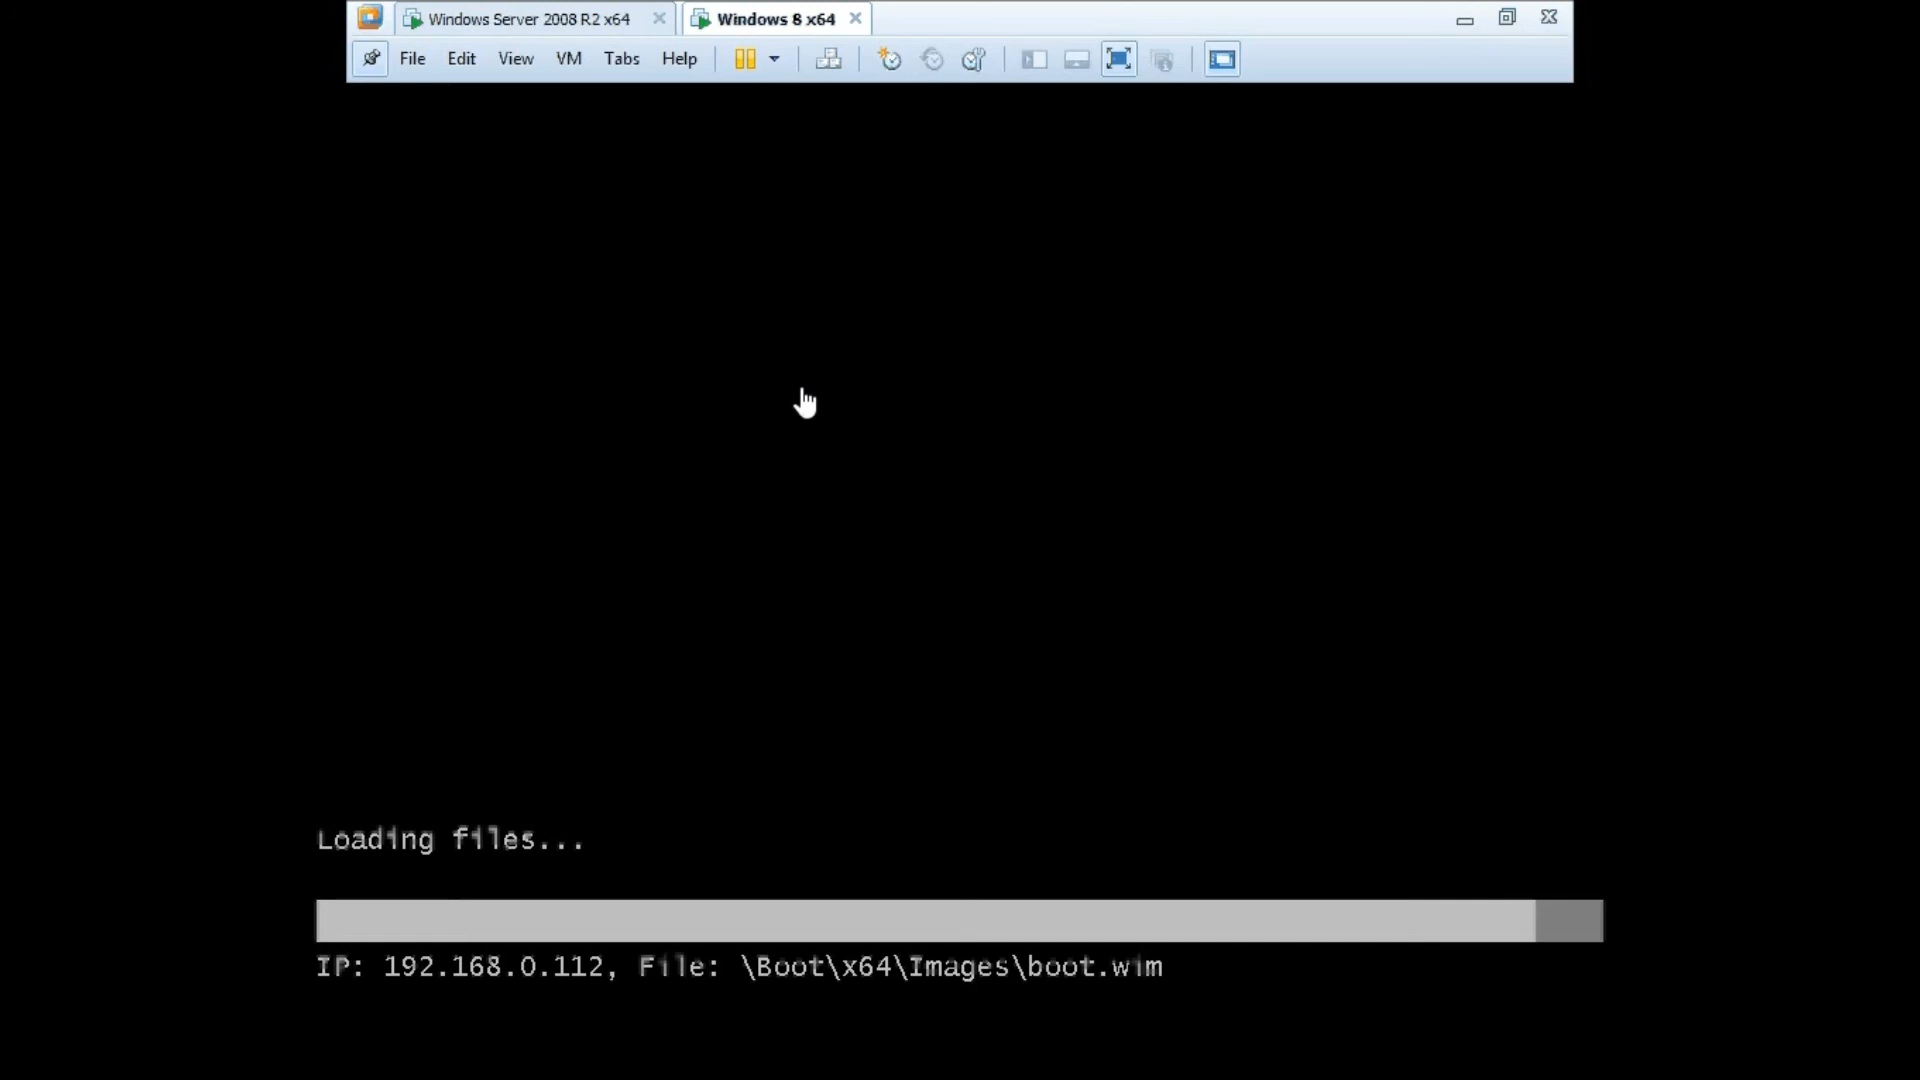 Windows Server 2008 R2 x64
Windows 8 x64
File Edit View VM Tabs Help
Loading files...
IP: 192.168.0.112, File: \Boot\x64\Images\boot.wim